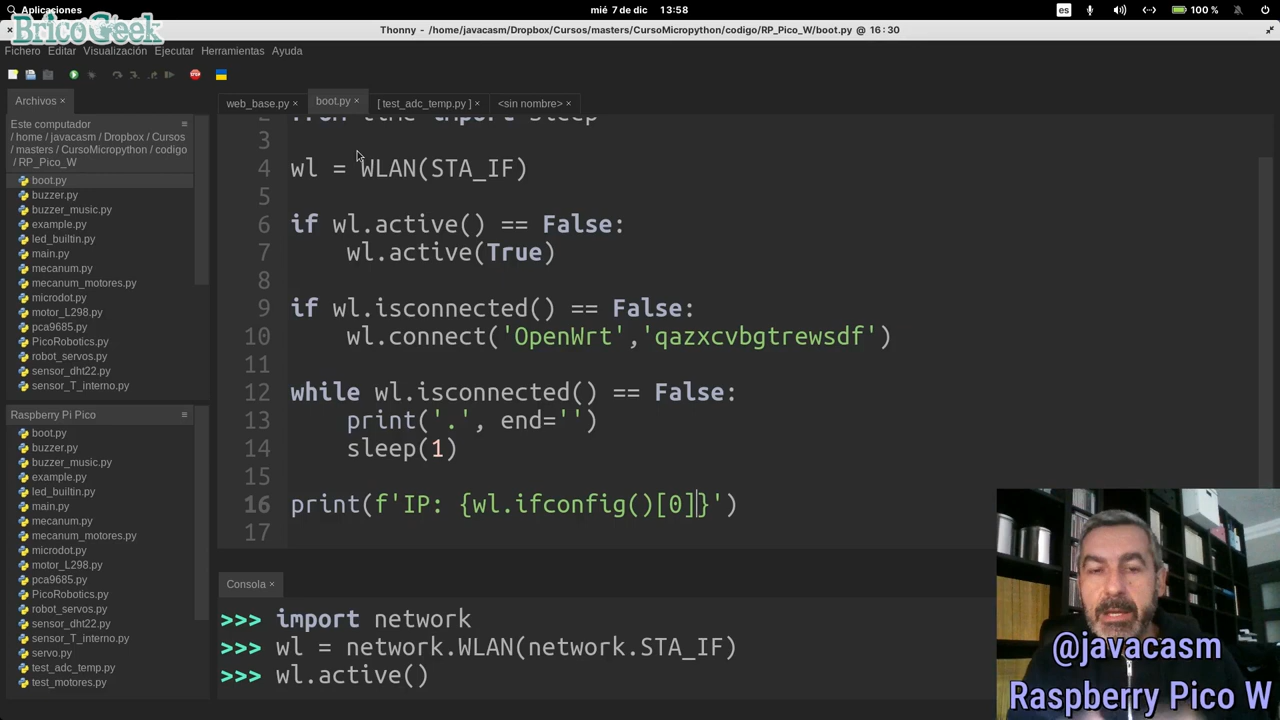 Aplicaciones
mié 7 de dic 13:58
es
100 %
BricoGeek
Thonny - /home/javacasm/Dropbox/Cursos/masters/CursoMicropython/codigo/RP_Pico_W/boot.py @ 16:30
Fichero Editar Visualización Ejecutar Herramientas Ayuda
Archivos ×
web_base.py × boot.py × [ test_adc_temp.py ] × <sin nombre> ×
Este computador
/ home / javacasm / Dropbox / Cursos
/ masters / CursoMicropython / codigo
/ RP_Pico_W
boot.py
buzzer.py
buzzer_music.py
example.py
led_builtin.py
main.py
mecanum.py
mecanum_motores.py
microdot.py
motor_L298.py
pca9685.py
PicoRobotics.py
robot_servos.py
sensor_dht22.py
sensor_T_interno.py
Raspberry Pi Pico
boot.py
buzzer.py
buzzer_music.py
example.py
led_builtin.py
main.py
mecanum.py
mecanum_motores.py
microdot.py
motor_L298.py
pca9685.py
PicoRobotics.py
robot_servos.py
sensor_dht22.py
sensor_T_interno.py
servo.py
test_adc_temp.py
test_motores.py
2 from time import sleep
3
4 wl = WLAN(STA_IF)
5
6 if wl.active() == False:
7 wl.active(True)
8
9 if wl.isconnected() == False:
10 wl.connect('OpenWrt','qazxcvbgtrewsdf')
11
12 while wl.isconnected() == False:
13 print('.', end='')
14 sleep(1)
15
16 print(f'IP: {wl.ifconfig()[0]}')
17
Consola ×
>>> import network
>>> wl = network.WLAN(network.STA_IF)
>>> wl.active()
@javacasm
Raspberry Pico W